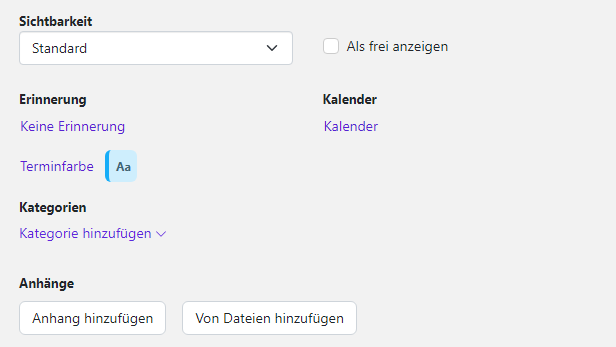 Sichtbarkeit
Standard
Als frei anzeigen
Erinnerung
Kalender
Keine Erinnerung
Kalender
Terminfarbe Aa
Kategorien
Kategorie hinzufügen
Anhänge
Anhang hinzufügen
Von Dateien hinzufügen